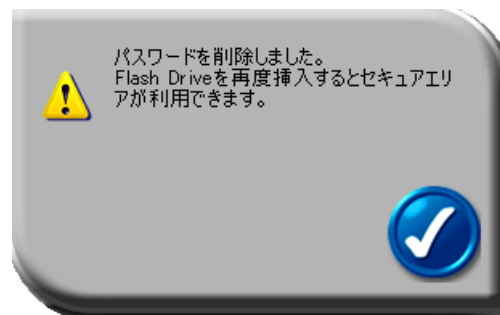 パスワードを削除しました。
Flash Driveを再度挿入するとセキュアエリ
アが利用できます。